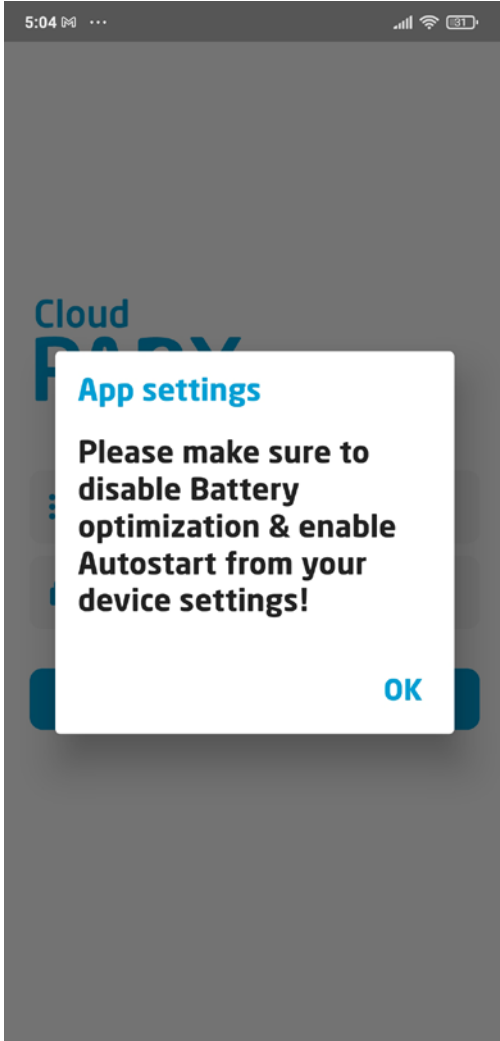 5:04
31
Cloud
App settings
Please make sure to
disable Battery
optimization & enable
Autostart from your
device settings!
OK